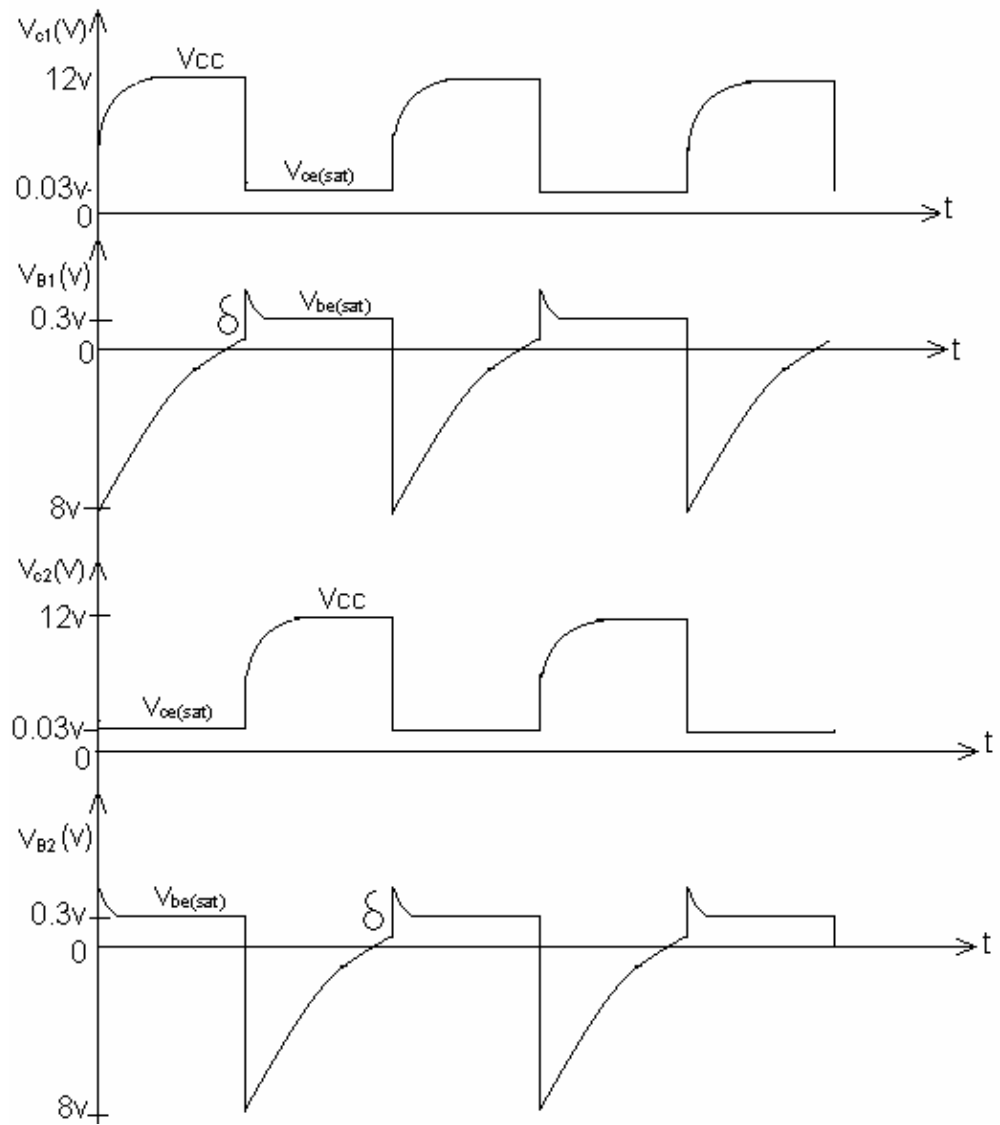 Vc1(V)
12v
VCC
Vce(sat)
0.03v
0
t
VB1(v)
δ
Vbe(sat)
0.3v
0
t
8v
Vc2(V)
12v
VCC
Vce(sat)
0.03v
0
t
VB2(v)
Vbe(sat)
δ
0.3v
0
t
8v